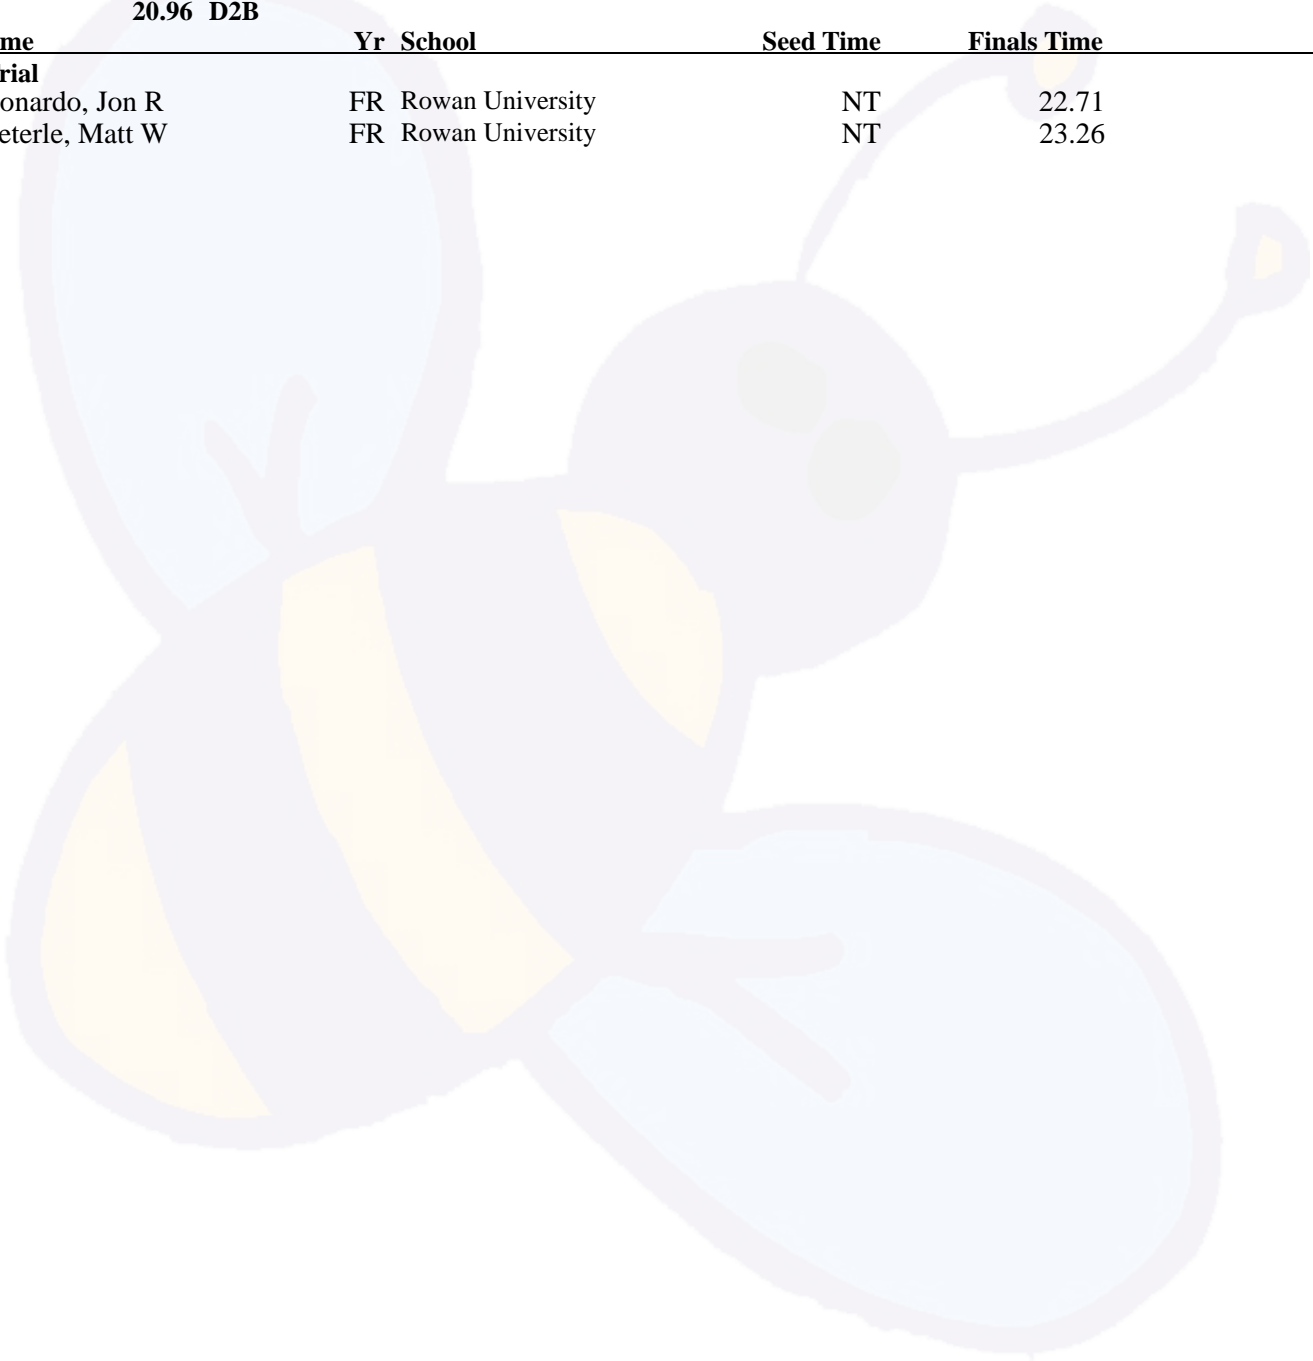 20.96 D2B
me Yr School Seed Time Finals Time
rial
onardo, Jon R FR Rowan University NT 22.71
eterle, Matt W FR Rowan University NT 23.26